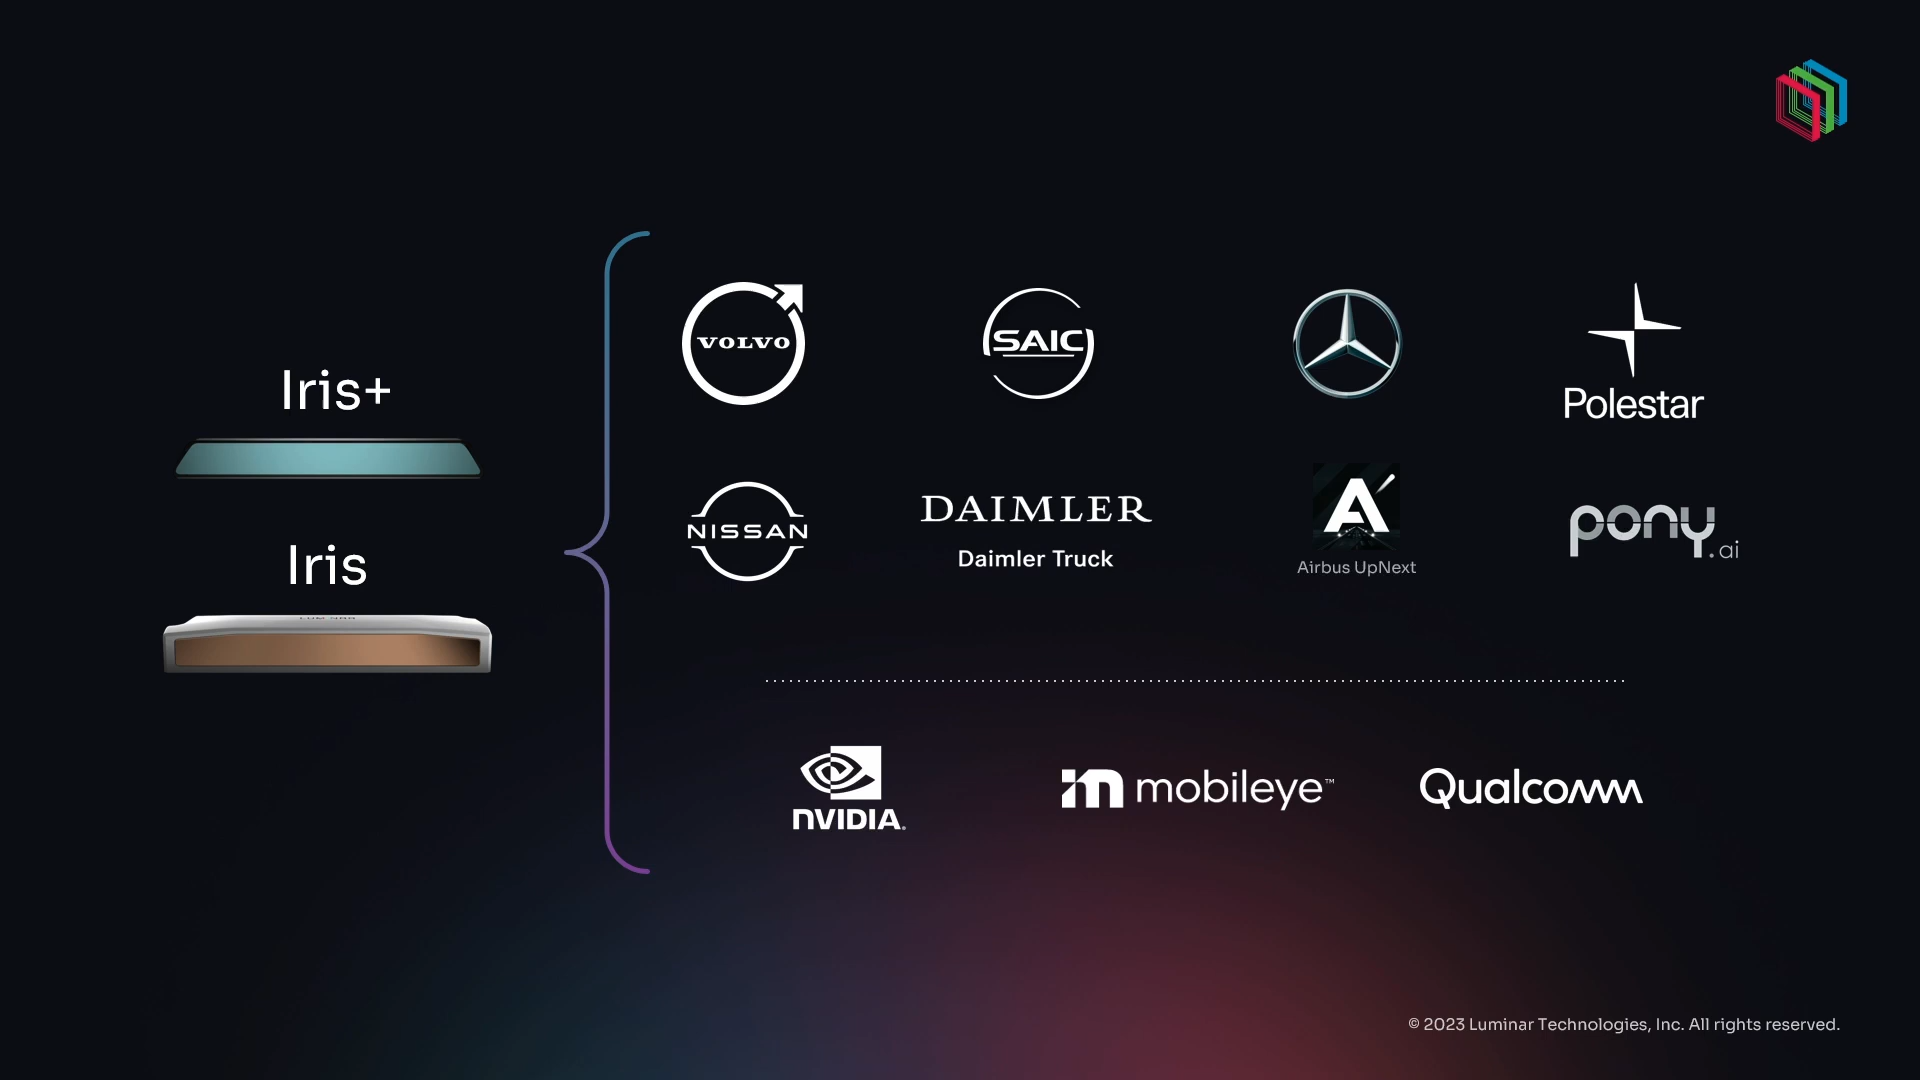 Iris+
Iris
VOLVO
SAIC
Polestar
NISSAN
DAIMLER
Daimler Truck
Airbus UpNext
pony.ai
NVIDIA.
mobileye™
Qualcomm
© 2023 Luminar Technologies, Inc. All rights reserved.